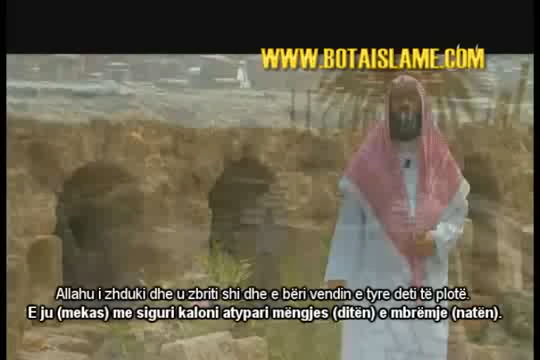 WWW.BOTAISLAME.COM
Allahu i zhduki dhe u zbriti shi dhe e bëri vendin e tyre deti të plotë.
E ju (mekas) me siguri kaloni atypari mëngjes (ditën) e mbrëmje (natën).